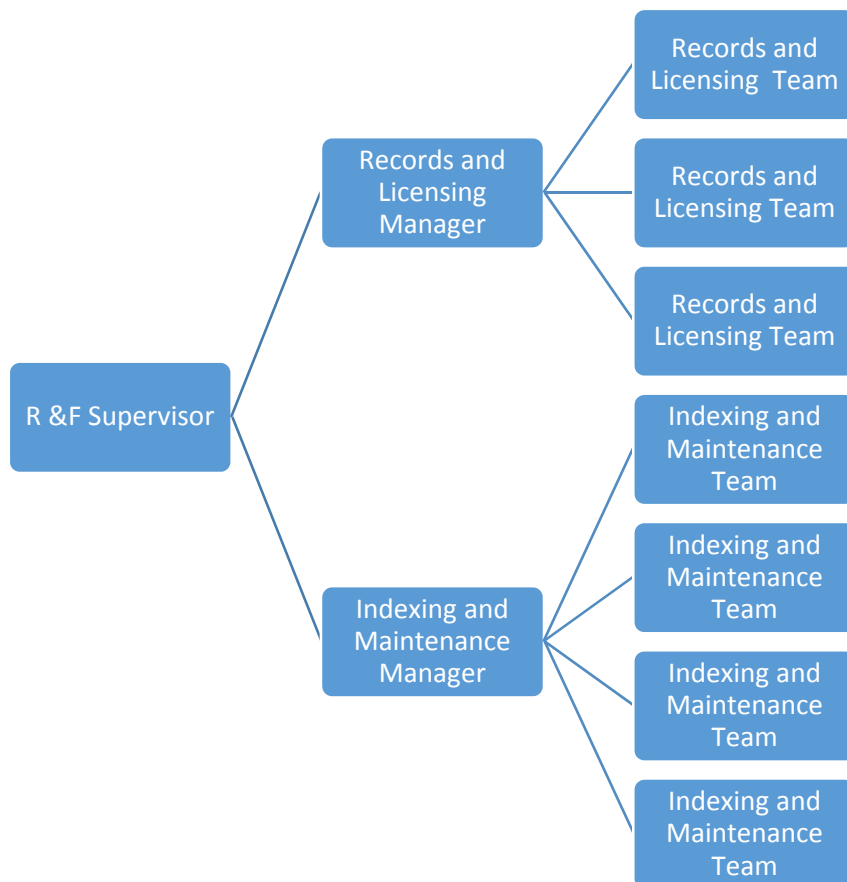 R &F Supervisor
Records and
Licensing
Manager
Records and
Licensing  Team
Records and
Licensing Team
Records and
Licensing Team
Indexing and
Maintenance
Manager
Indexing and
Maintenance
Team
Indexing and
Maintenance
Team
Indexing and
Maintenance
Team
Indexing and
Maintenance
Team